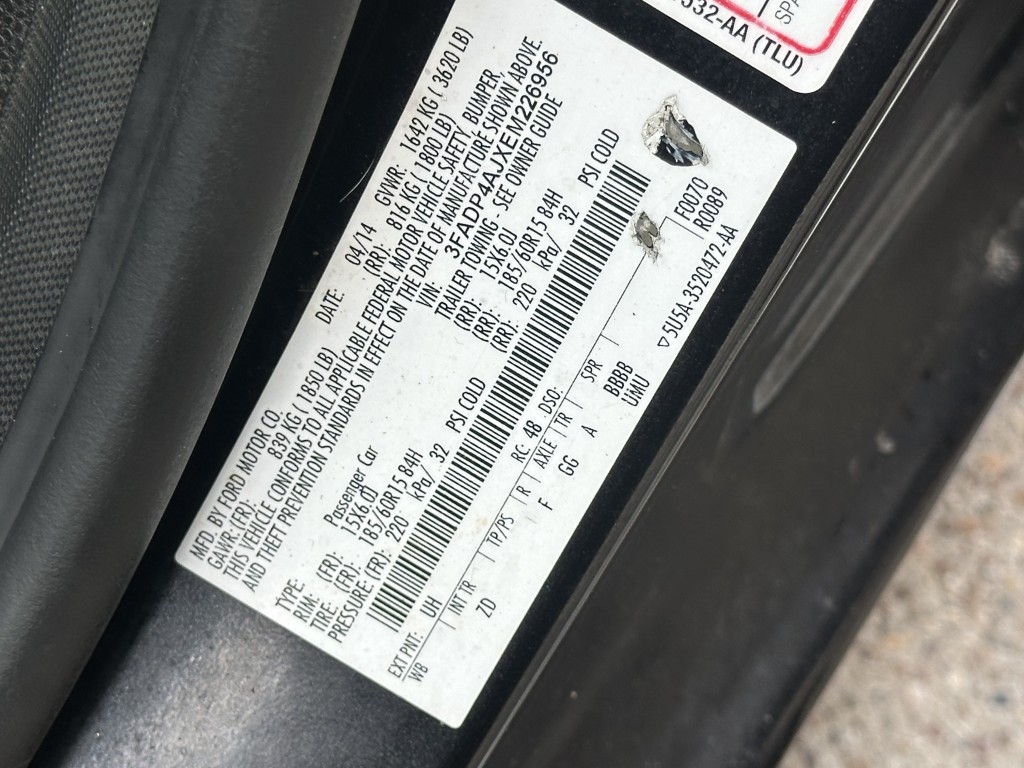 532-AA (TLU)
SPR
MFD. BY FORD MOTOR CO.
DATE: 04/14 GVWR: 1642 KG ( 3620 LB)
GAWR:(FR): 839 KG ( 1850 LB) (RR): 816 KG ( 1800 LB)
THIS VEHICLE CONFORMS TO ALL APPLICABLE FEDERAL MOTOR VEHICLE SAFETY, BUMPER,
AND THEFT PREVENTION STANDARDS IN EFFECT ON THE DATE OF MANUFACTURE SHOWN ABOVE.
VIN: 3FADP4AJXEM226956
TYPE: Passenger Car TRAILER TOWING - SEE OWNER GUIDE
RIM: (FR): 15X6.0J (RR): 15X6.0J
TIRE: (FR): 185/60R15 84H (RR): 185/60R15 84H
PRESSURE: (FR) 220 kPa/ 32 PSI COLD (RR): 220 kPa/ 32 PSI COLD
EXT PNT: UH RC: 48 DSO: F0070
WB INT TR TP/PS R AXLE TR SPR R0089
ZD F GG A BBBB
UMU
▽5U5A-3520472-AA